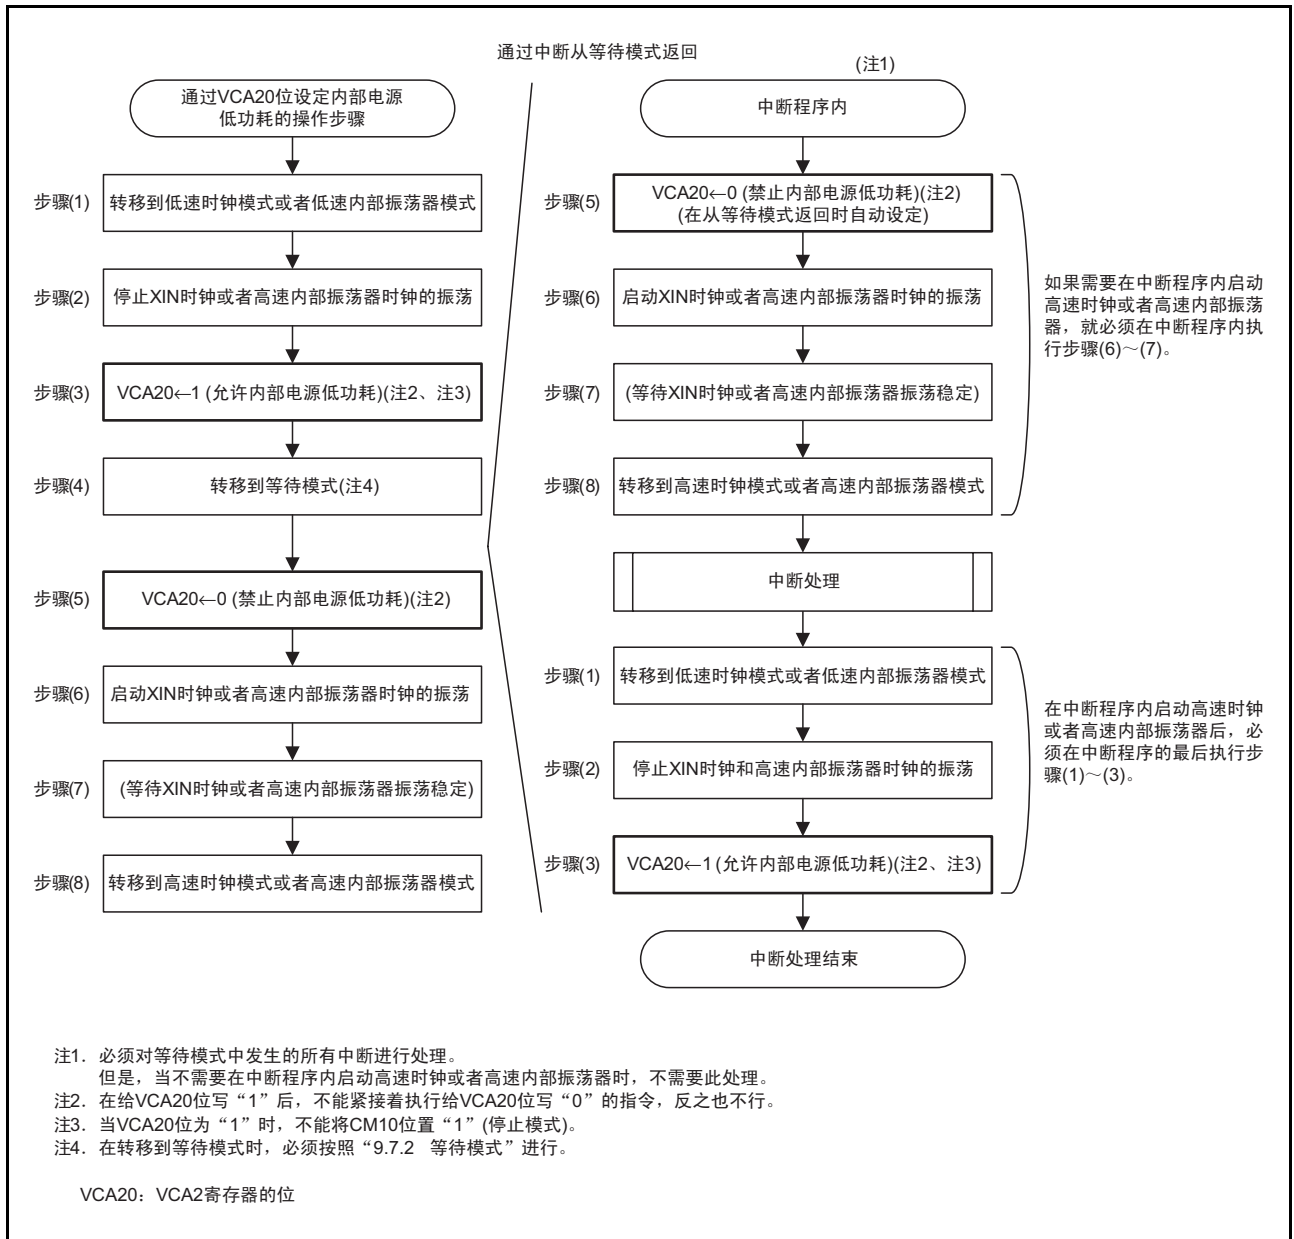 通过中断从等待模式返回
通过VCA20位设定内部电源
低功耗的操作步骤
步骤(1)
转移到低速时钟模式或者低速内部振荡器模式
步骤(2)
停止XIN时钟或者高速内部振荡器时钟的振荡
步骤(3)
VCA20←1 (允许内部电源低功耗)(注2、注3)
步骤(4)
转移到等待模式(注4)
步骤(5)
VCA20←0 (禁止内部电源低功耗)(注2)
步骤(6)
启动XIN时钟或者高速内部振荡器时钟的振荡
步骤(7)
(等待XIN时钟或者高速内部振荡器振荡稳定)
步骤(8)
转移到高速时钟模式或者高速内部振荡器模式
(注1)
中断程序内
步骤(5)
VCA20←0 (禁止内部电源低功耗)(注2)
(在从等待模式返回时自动设定)
步骤(6)
启动XIN时钟或者高速内部振荡器时钟的振荡
步骤(7)
(等待XIN时钟或者高速内部振荡器振荡稳定)
步骤(8)
转移到高速时钟模式或者高速内部振荡器模式
如果需要在中断程序内启动
高速时钟或者高速内部振荡
器，就必须在中断程序内执
行步骤(6)～(7)。
中断处理
步骤(1)
转移到低速时钟模式或者低速内部振荡器模式
步骤(2)
停止XIN时钟和高速内部振荡器时钟的振荡
步骤(3)
VCA20←1 (允许内部电源低功耗)(注2、注3)
在中断程序内启动高速时钟
或者高速内部振荡器后，必
须在中断程序的最后执行步
骤(1)～(3)。
中断处理结束
注1. 必须对等待模式中发生的所有中断进行处理。
但是，当不需要在中断程序内启动高速时钟或者高速内部振荡器时，不需要此处理。
注2. 在给VCA20位写“1”后，不能紧接着执行给VCA20位写“0”的指令，反之也不行。
注3. 当VCA20位为“1”时，不能将CM10位置“1”(停止模式)。
注4. 在转移到等待模式时，必须按照“9.7.2 等待模式”进行。
VCA20：VCA2寄存器的位